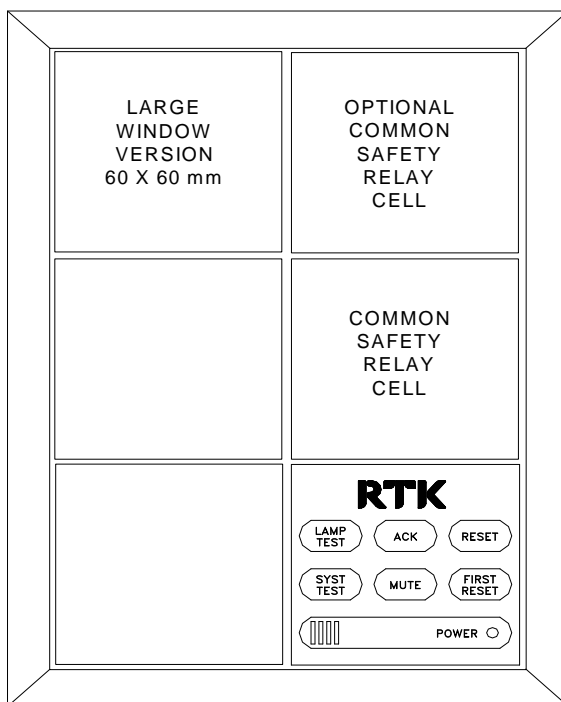 LARGE
WINDOW
VERSION
60 X 60 mm
OPTIONAL
COMMON
SAFETY
RELAY
CELL
COMMON
SAFETY
RELAY
CELL
RTK
LAMP
TEST
ACK
RESET
SYST
TEST
MUTE
FIRST
RESET
POWER